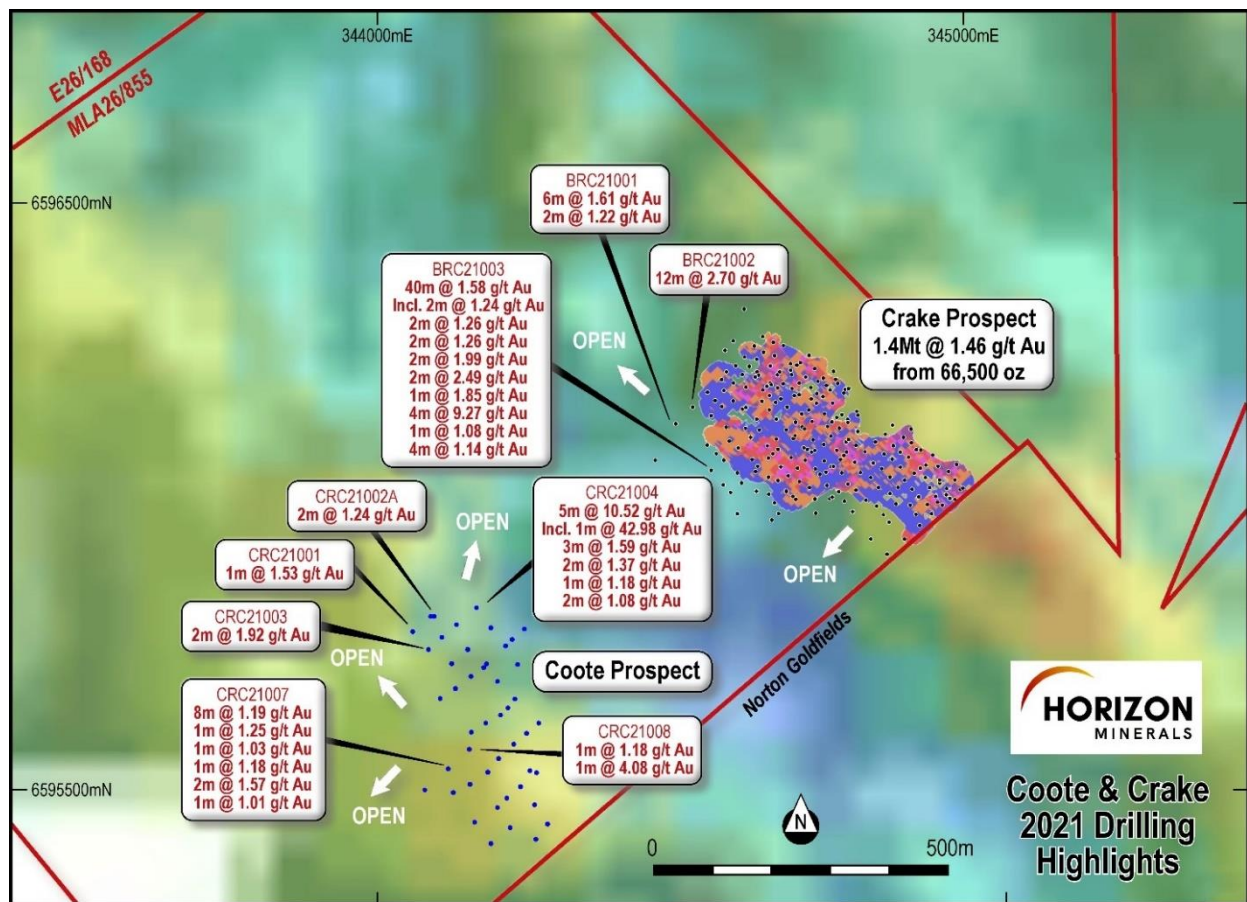 344000mE
345000mE
E26/168
MLA26/855
6596500mN
BRC21001
6m @ 1.61 g/t Au
2m @ 1.22 g/t Au
BRC21002
12m @ 2.70 g/t Au
BRC21003
40m @ 1.58 g/t Au
Incl. 2m @ 1.24 g/t Au
2m @ 1.26 g/t Au
2m @ 1.26 g/t Au
2m @ 1.99 g/t Au
2m @ 2.49 g/t Au
1m @ 1.85 g/t Au
4m @ 9.27 g/t Au
1m @ 1.08 g/t Au
4m @ 1.14 g/t Au
OPEN
Crake Prospect
1.4Mt @ 1.46 g/t Au
from 66,500 oz
CRC21002A
2m @ 1.24 g/t Au
OPEN
CRC21004
5m @ 10.52 g/t Au
Incl. 1m @ 42.98 g/t Au
3m @ 1.59 g/t Au
2m @ 1.37 g/t Au
1m @ 1.18 g/t Au
2m @ 1.08 g/t Au
CRC21001
1m @ 1.53 g/t Au
OPEN
CRC21003
2m @ 1.92 g/t Au
OPEN
Coote Prospect
Norton Goldfields
CRC21007
8m @ 1.19 g/t Au
1m @ 1.25 g/t Au
1m @ 1.03 g/t Au
1m @ 1.18 g/t Au
2m @ 1.57 g/t Au
1m @ 1.01 g/t Au
CRC21008
1m @ 1.18 g/t Au
1m @ 4.08 g/t Au
HORIZON
MINERALS
6595500mN
OPEN
Coote & Crake
2021 Drilling
Highlights
N
0
500m